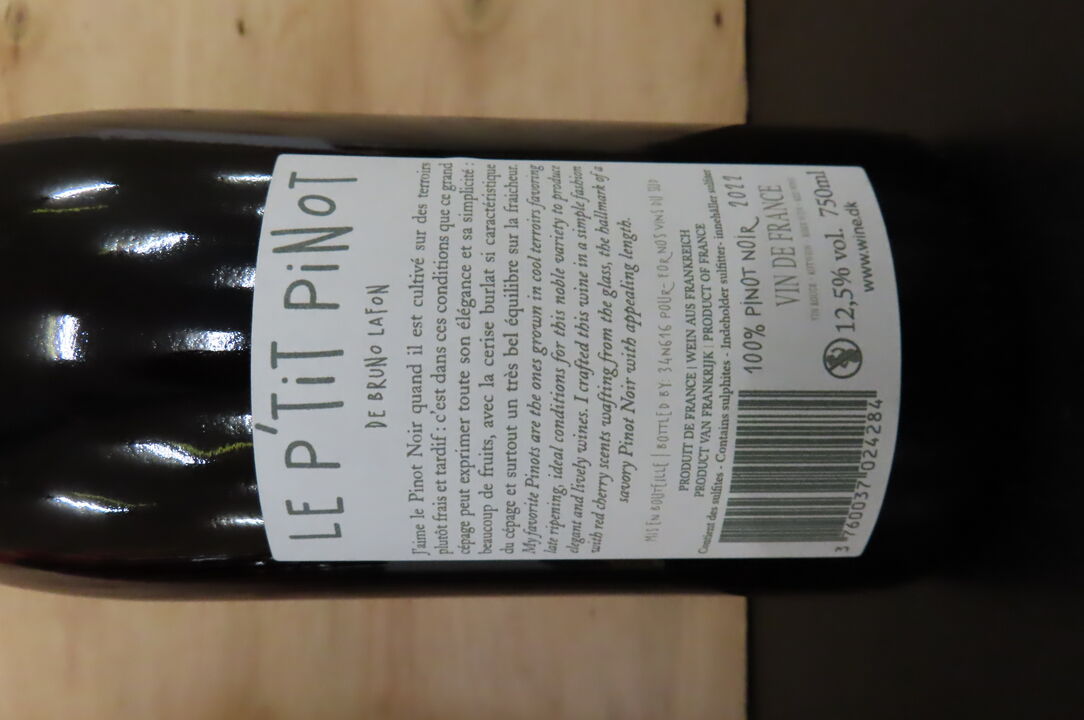 LE P'TiT PiNOT
DE BRUNO LAFON
J'aime le Pinot Noir quand il est cultivé sur des terroirs
plutôt frais et tardif : c'est dans ces conditions que ce grand
cépage peut exprimer toute son élégance et sa simplicité :
beaucoup de fruits, avec la cerise burlat si caractéristique
du cépage et surtout un très bel équilibre sur la fraicheur.
My favorite Pinots are the ones grown in cool terroirs favoring
late ripening, ideal conditions for this noble variety to produce
elegant and lively wines. I crafted this wine in a simple fashion
with red cherry scents wafting from the glass, the hallmark of a
savory Pinot Noir with appealing length.
MIS EN BOUTEILLE | BOTTLED BY: 34N616 POUR-FOR NOS VINS DU SUD
PRODUIT DE FRANCE | WEIN AUS FRANKREICH
PRODUCT VAN FRANKRIJK | PRODUCT OF FRANCE
Contient des sulfites - Contains sulphites - Indeholder sulfitter- innehåller sulfiter
100% PINOT NOIR 2022
VIN DE FRANCE
12,5% vol. 750ml
www.wine.dk
3 760037 024284